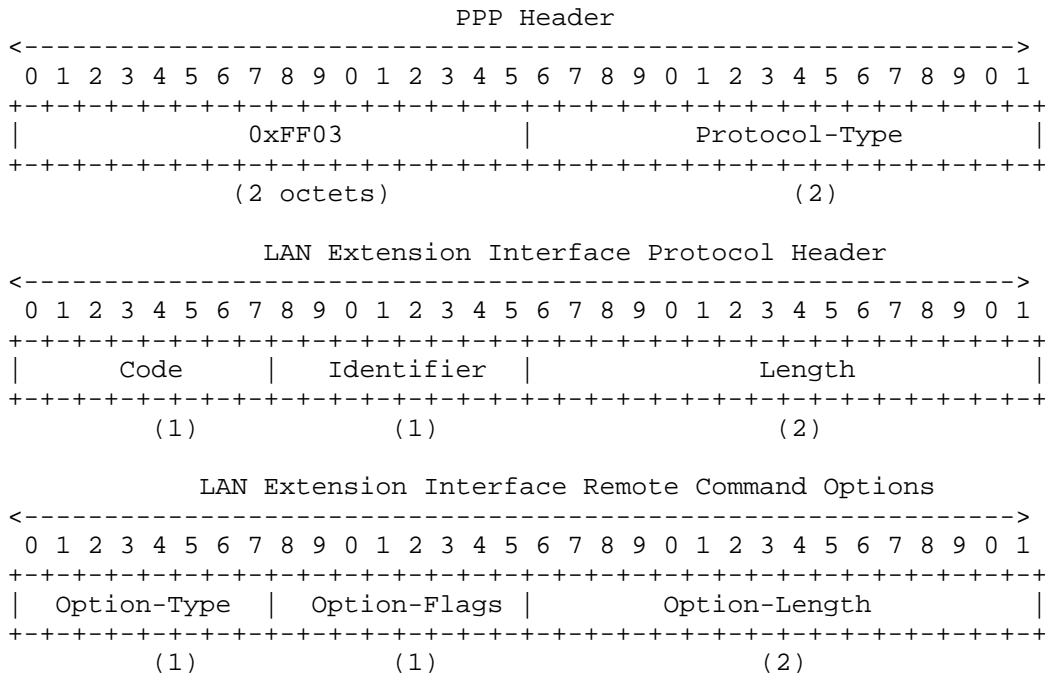 PPP Header
<-------------------------------------------------------------->
 0 1 2 3 4 5 6 7 8 9 0 1 2 3 4 5 6 7 8 9 0 1 2 3 4 5 6 7 8 9 0 1
+-+-+-+-+-+-+-+-+-+-+-+-+-+-+-+-+-+-+-+-+-+-+-+-+-+-+-+-+-+-+-+-+
|              0xFF03           |          Protocol-Type        |
+-+-+-+-+-+-+-+-+-+-+-+-+-+-+-+-+-+-+-+-+-+-+-+-+-+-+-+-+-+-+-+-+
              (2 octets)                         (2)
                LAN Extension Interface Protocol Header
<-------------------------------------------------------------->
 0 1 2 3 4 5 6 7 8 9 0 1 2 3 4 5 6 7 8 9 0 1 2 3 4 5 6 7 8 9 0 1
+-+-+-+-+-+-+-+-+-+-+-+-+-+-+-+-+-+-+-+-+-+-+-+-+-+-+-+-+-+-+-+-+
|      Code     |   Identifier  |              Length           |
+-+-+-+-+-+-+-+-+-+-+-+-+-+-+-+-+-+-+-+-+-+-+-+-+-+-+-+-+-+-+-+-+
         (1)            (1)                     (2)
            LAN Extension Interface Remote Command Options
<-------------------------------------------------------------->
 0 1 2 3 4 5 6 7 8 9 0 1 2 3 4 5 6 7 8 9 0 1 2 3 4 5 6 7 8 9 0 1
+-+-+-+-+-+-+-+-+-+-+-+-+-+-+-+-+-+-+-+-+-+-+-+-+-+-+-+-+-+-+-+-+
|  Option-Type  |  Option-Flags |        Option-Length          |
+-+-+-+-+-+-+-+-+-+-+-+-+-+-+-+-+-+-+-+-+-+-+-+-+-+-+-+-+-+-+-+-+
         (1)            (1)                    (2)